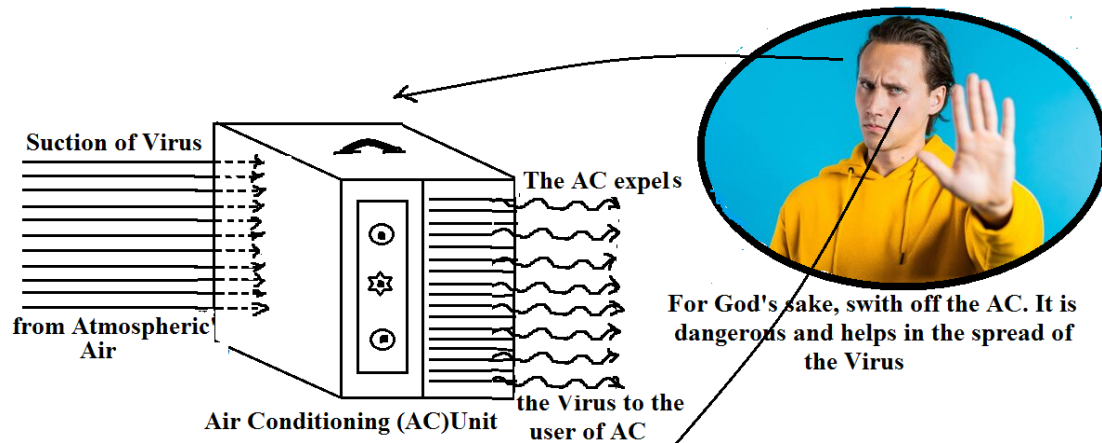 Suction of Virus
from Atmospheric
Air
Air Conditioning (AC)Unit
The AC expels
the Virus to the
user of AC
For God's sake, swith off the AC. It is
dangerous and helps in the spread of
the Virus